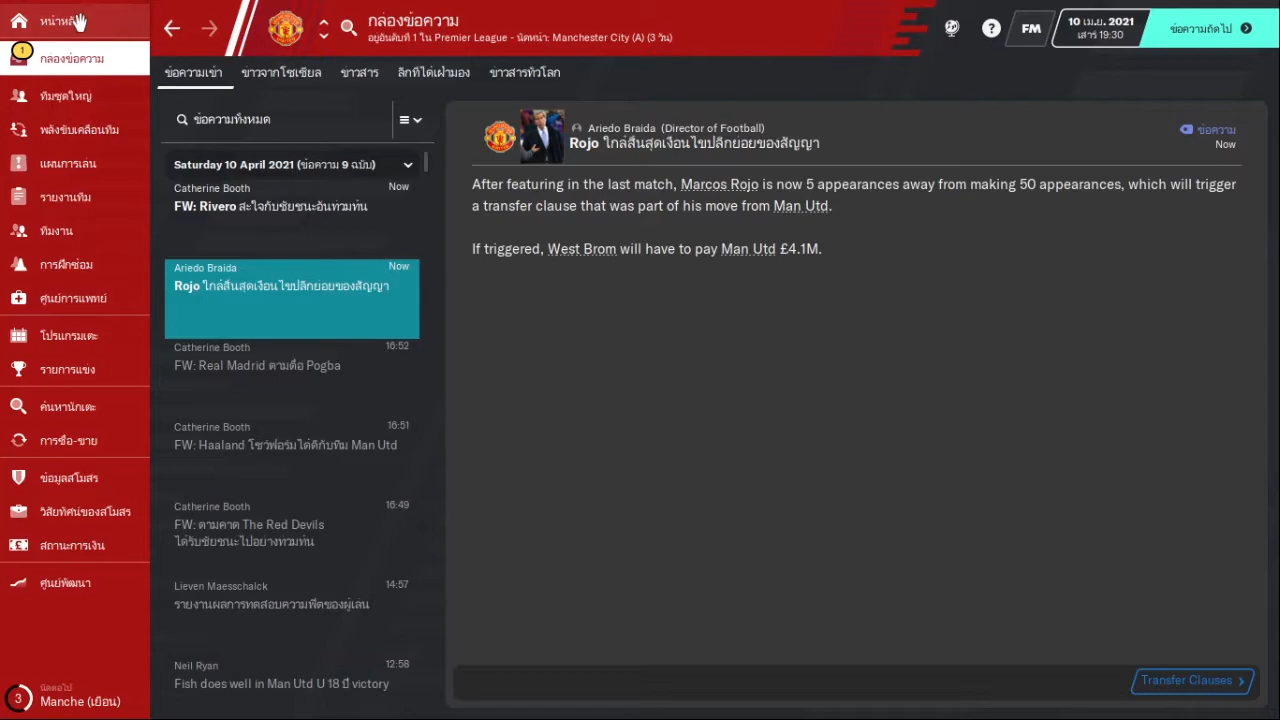 หน้าหลัก
1
กล่องข้อความ
ทีมชุดใหญ่
พลังขับเคลื่อนทีม
แผนการเล่น
รายงานทีม
ทีมงาน
การฝึกซ้อม
ศูนย์การแพทย์
โปรแกรมเตะ
รายการแข่ง
ค้นหานักเตะ
การซื้อ-ขาย
ข้อมูลสโมสร
วิสัยทัศน์ของสโมสร
สถานะการเงิน
ศูนย์พัฒนา
3
นัดต่อไป
Manche (เยือน)
กล่องข้อความ
อยู่อันดับที่ 1 ใน Premier League - นัดหน้า: Manchester City (A) (3 วัน)
?
FM
10 เม.ย. 2021
เสาร์ 19:30
ข้อความถัดไป
ข้อความเข้า ข่าวจากโซเชียล ข่าวสาร ลีกที่ได้เฝ้ามอง ข่าวสารทั่วโลก
ข้อความทั้งหมด
Saturday 10 April 2021 (ข้อความ 9 ฉบับ)
Catherine Booth Now
FW: Rivero สะใจกับชัยชนะอันท่วมท้น
Ariedo Braida Now
Rojo ใกล้สิ้นสุดเงื่อนไขปลีกย่อยของสัญญา
Catherine Booth 16:52
FW: Real Madrid ตามตื๊อ Pogba
Catherine Booth 16:51
FW: Haaland โชว์ฟอร์มได้ดีกับทีม Man Utd
Catherine Booth 16:49
FW: ตามคาด The Red Devils
ได้รับชัยชนะไปอย่างท่วมท้น
Lieven Maesschalck 14:57
รายงานผลการทดสอบความฟิตของผู้เล่น
Neil Ryan 12:58
Fish does well in Man Utd U 18 ปี victory
Ariedo Braida (Director of Football)
Rojo ใกล้สิ้นสุดเงื่อนไขปลีกย่อยของสัญญา
ข้อความ
Now
After featuring in the last match, Marcos Rojo is now 5 appearances away from making 50 appearances, which will trigger
a transfer clause that was part of his move from Man Utd.
If triggered, West Brom will have to pay Man Utd £4.1M.
Transfer Clauses